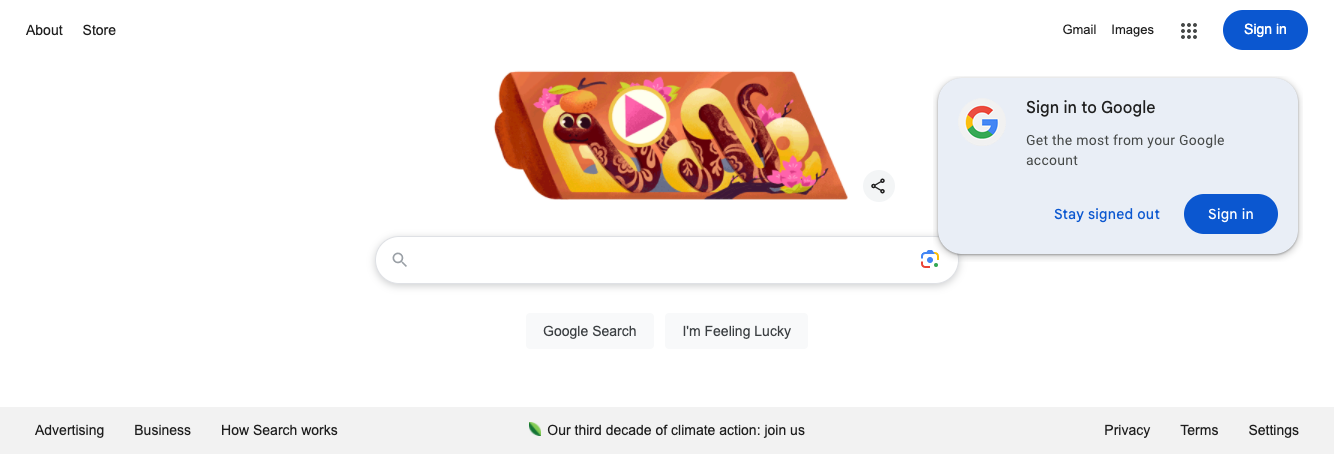 About Store Gmail Images Sign in
Sign in to Google
Get the most from your Google
account
Stay signed out Sign in
Google Search I'm Feeling Lucky
Advertising Business How Search works Our third decade of climate action: join us Privacy Terms Settings